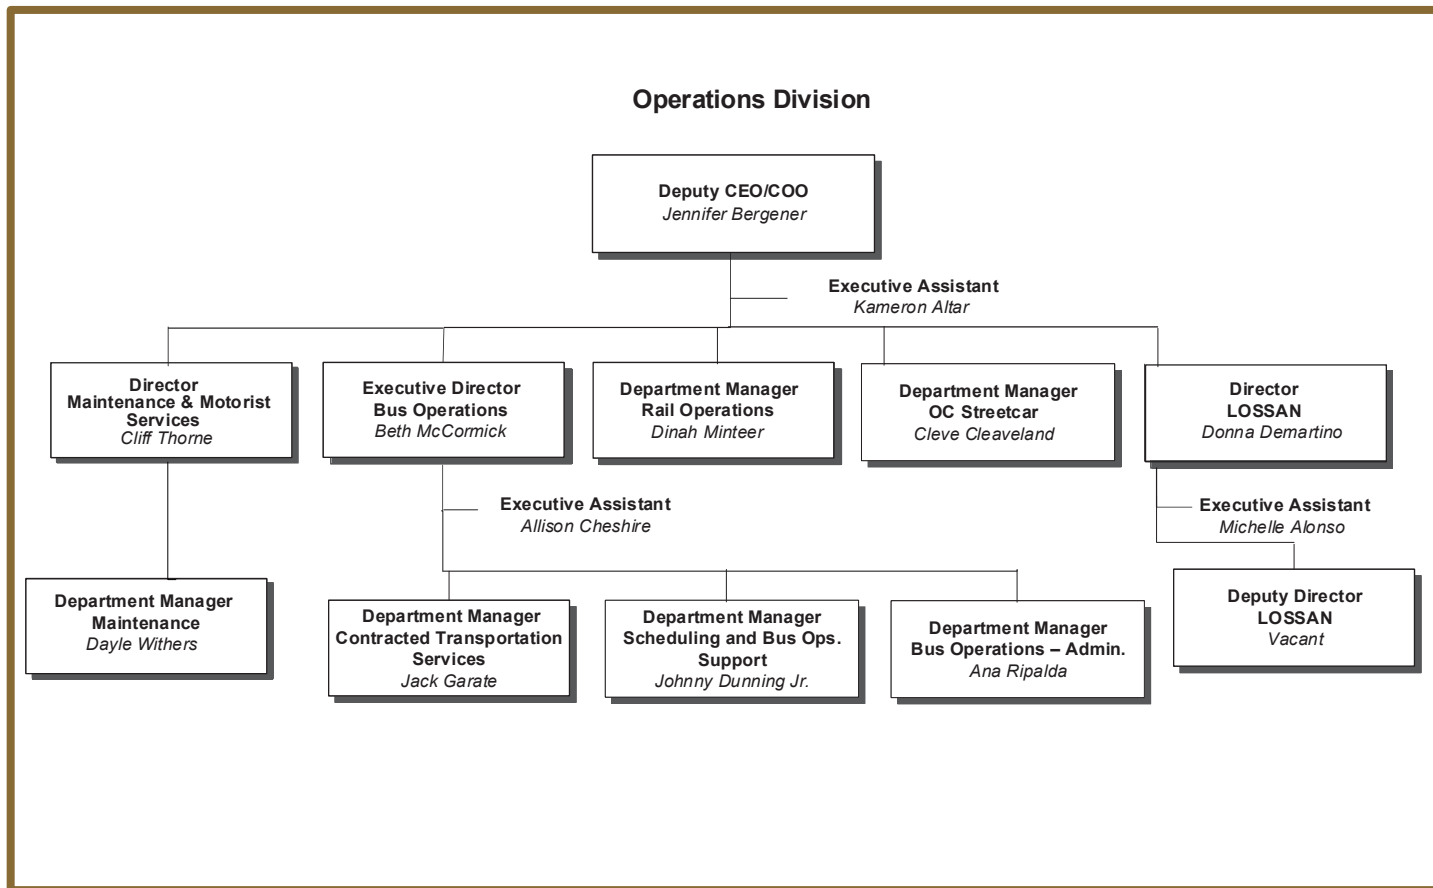 Operations Division
Deputy CEO/COO
Jennifer Bergener
Executive Assistant
Kameron Altar
Director
Maintenance & Motorist
Services
Cliff Thorne
Executive Director
Bus Operations
Beth McCormick
Department Manager
Rail Operations
Dinah Minteer
Department Manager
OC Streetcar
Cleve Cleaveland
Director
LOSSAN
Donna Demartino
Executive Assistant
Allison Cheshire
Executive Assistant
Michelle Alonso
Department Manager
Maintenance
Dayle Withers
Department Manager
Contracted Transportation
Services
Jack Garate
Department Manager
Scheduling and Bus Ops.
Support
Johnny Dunning Jr.
Department Manager
Bus Operations – Admin.
Ana Ripalda
Deputy Director
LOSSAN
Vacant